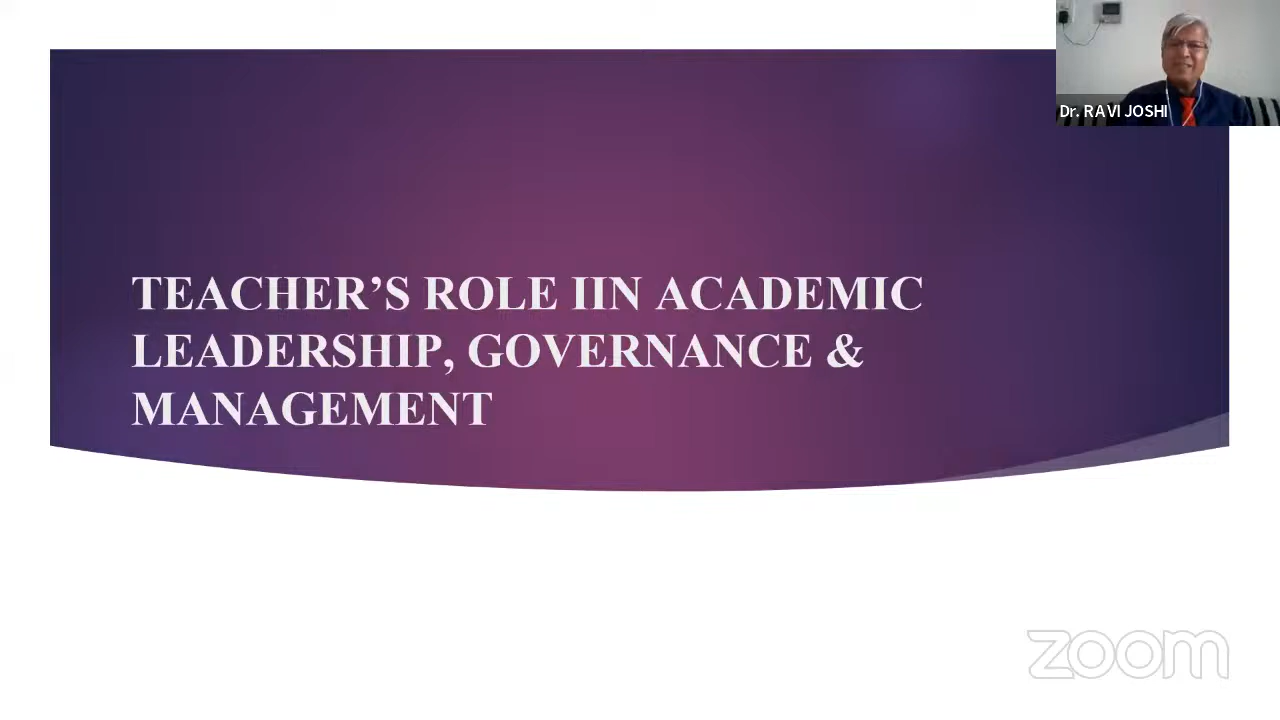 Dr. RAVI JOSHI
TEACHER’S ROLE IIN ACADEMIC
LEADERSHIP, GOVERNANCE &
MANAGEMENT
zoom